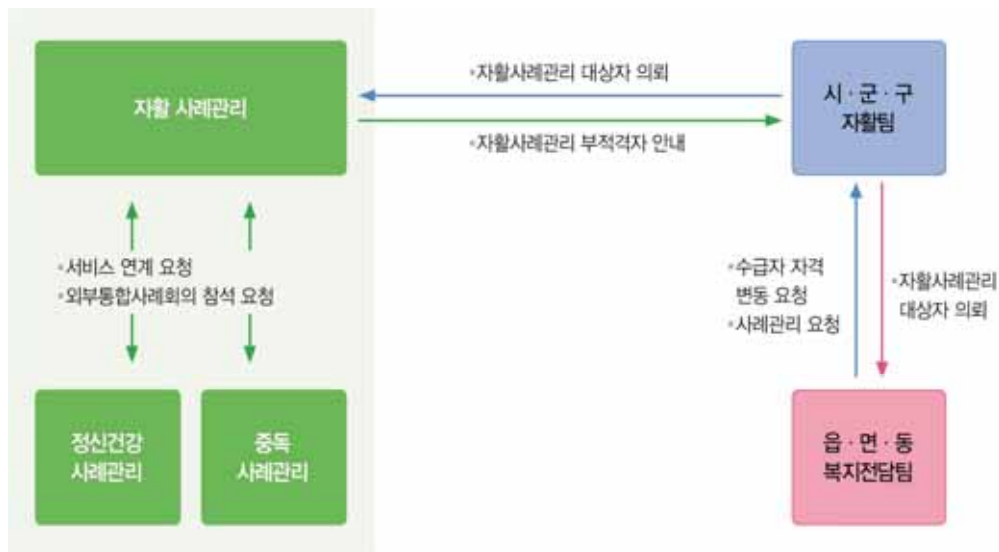 자활 사례관리
•자활사례관리 대상자 의뢰
•자활사례관리 부적격자 안내
시·군·구
자활팀
•서비스 연계 요청
•외부통합사례회의 참석 요청
•수급자 자격
변동 요청
•사례관리 요청
•자활사례관리
대상자 의뢰
정신건강
사례관리
중독
사례관리
읍·면·동
복지전담팀